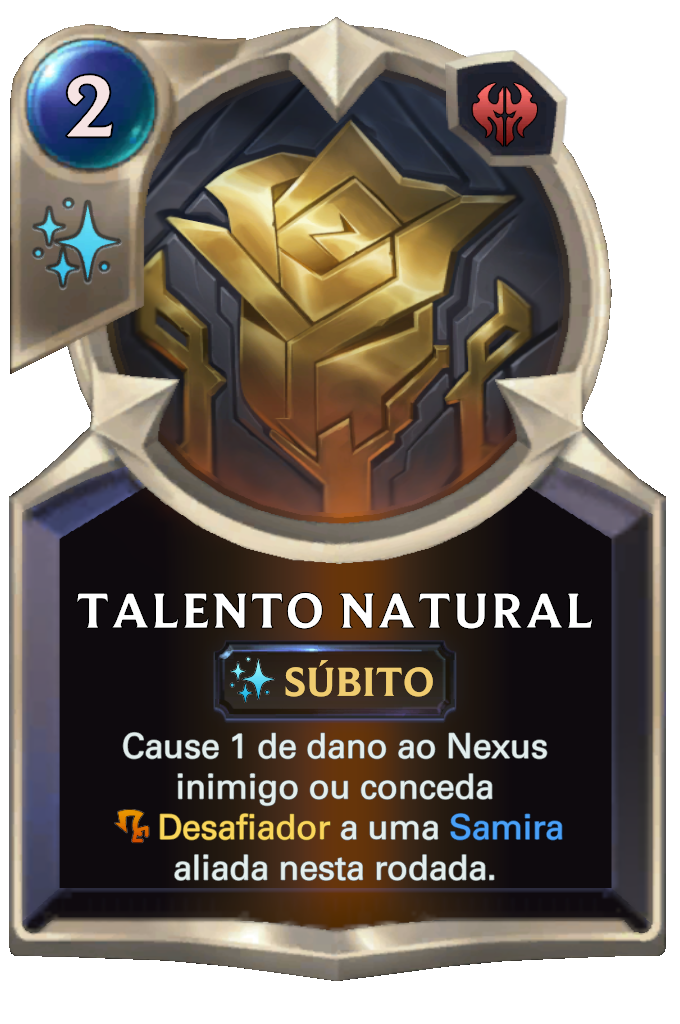 2
TALENTO NATURAL
SÚBITO
Cause 1 de dano ao Nexus
inimigo ou conceda
Desafiador a uma Samira
aliada nesta rodada.